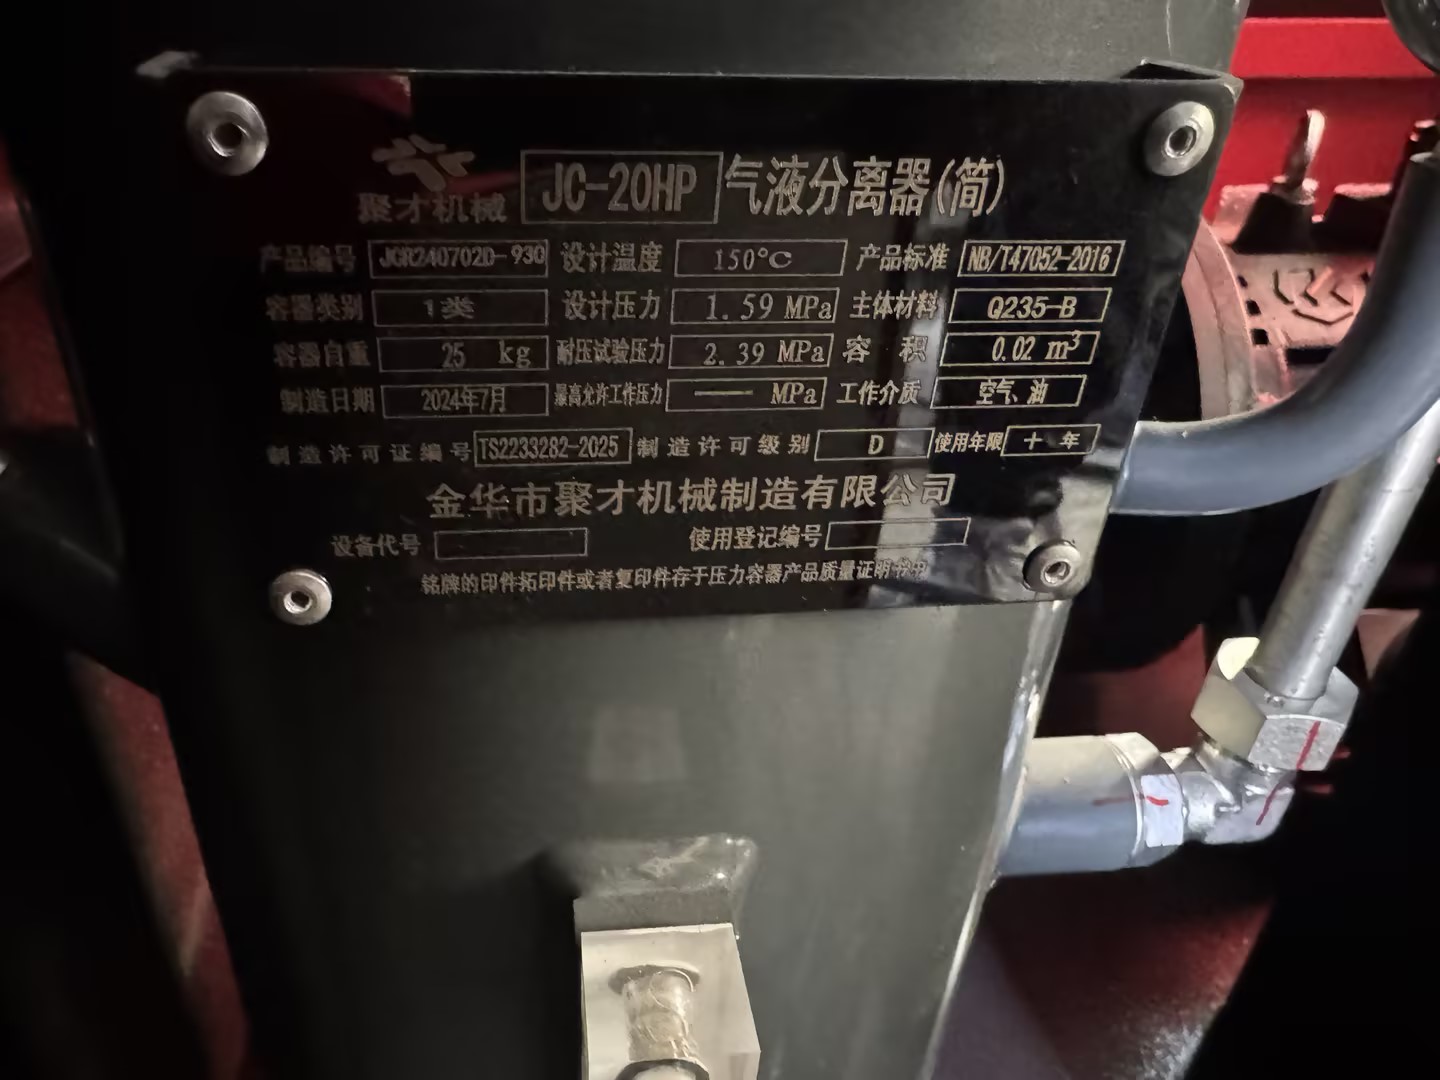 聚才机械 JC-20HP 气液分离器(简)
产品编号 JCR240702D-930 设计温度 150°C 产品标准 NB/T47052-2016
容器类别 1类 设计压力 1.59 MPa 主体材料 Q235-B
容器自重 25 kg 耐压试验压力 2.39 MPa 容积 0.02 m³
制造日期 2024年7月 最高允许工作压力 — MPa 工作介质 空气、油
制造许可证编号 TS2233282-2025 制造许可级别 D 使用年限 十年
金华市聚才机械制造有限公司
设备代号 使用登记编号
铭牌的印件拓印件或者复印件存于压力容器产品质量证明书中